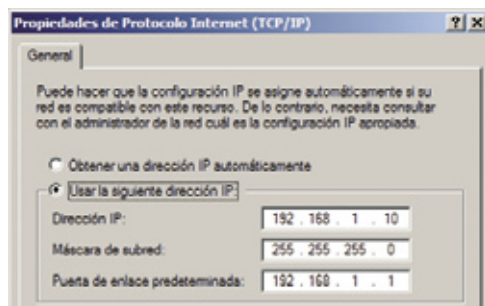 Propiedades de Protocolo Internet (TCP/IP)
General
Puede hacer que la configuración IP se asigne automáticamente si su
red es compatible con este recurso. De lo contrario, necesita consultar
con el administrador de la red cuál es la configuración IP apropiada.
Obtener una dirección IP automáticamente
Usar la siguiente dirección IP:
Dirección IP: 192 . 168 . 1 . 10
Máscara de subred: 255 . 255 . 255 . 0
Puerta de enlace predeterminada: 192 . 168 . 1 . 1